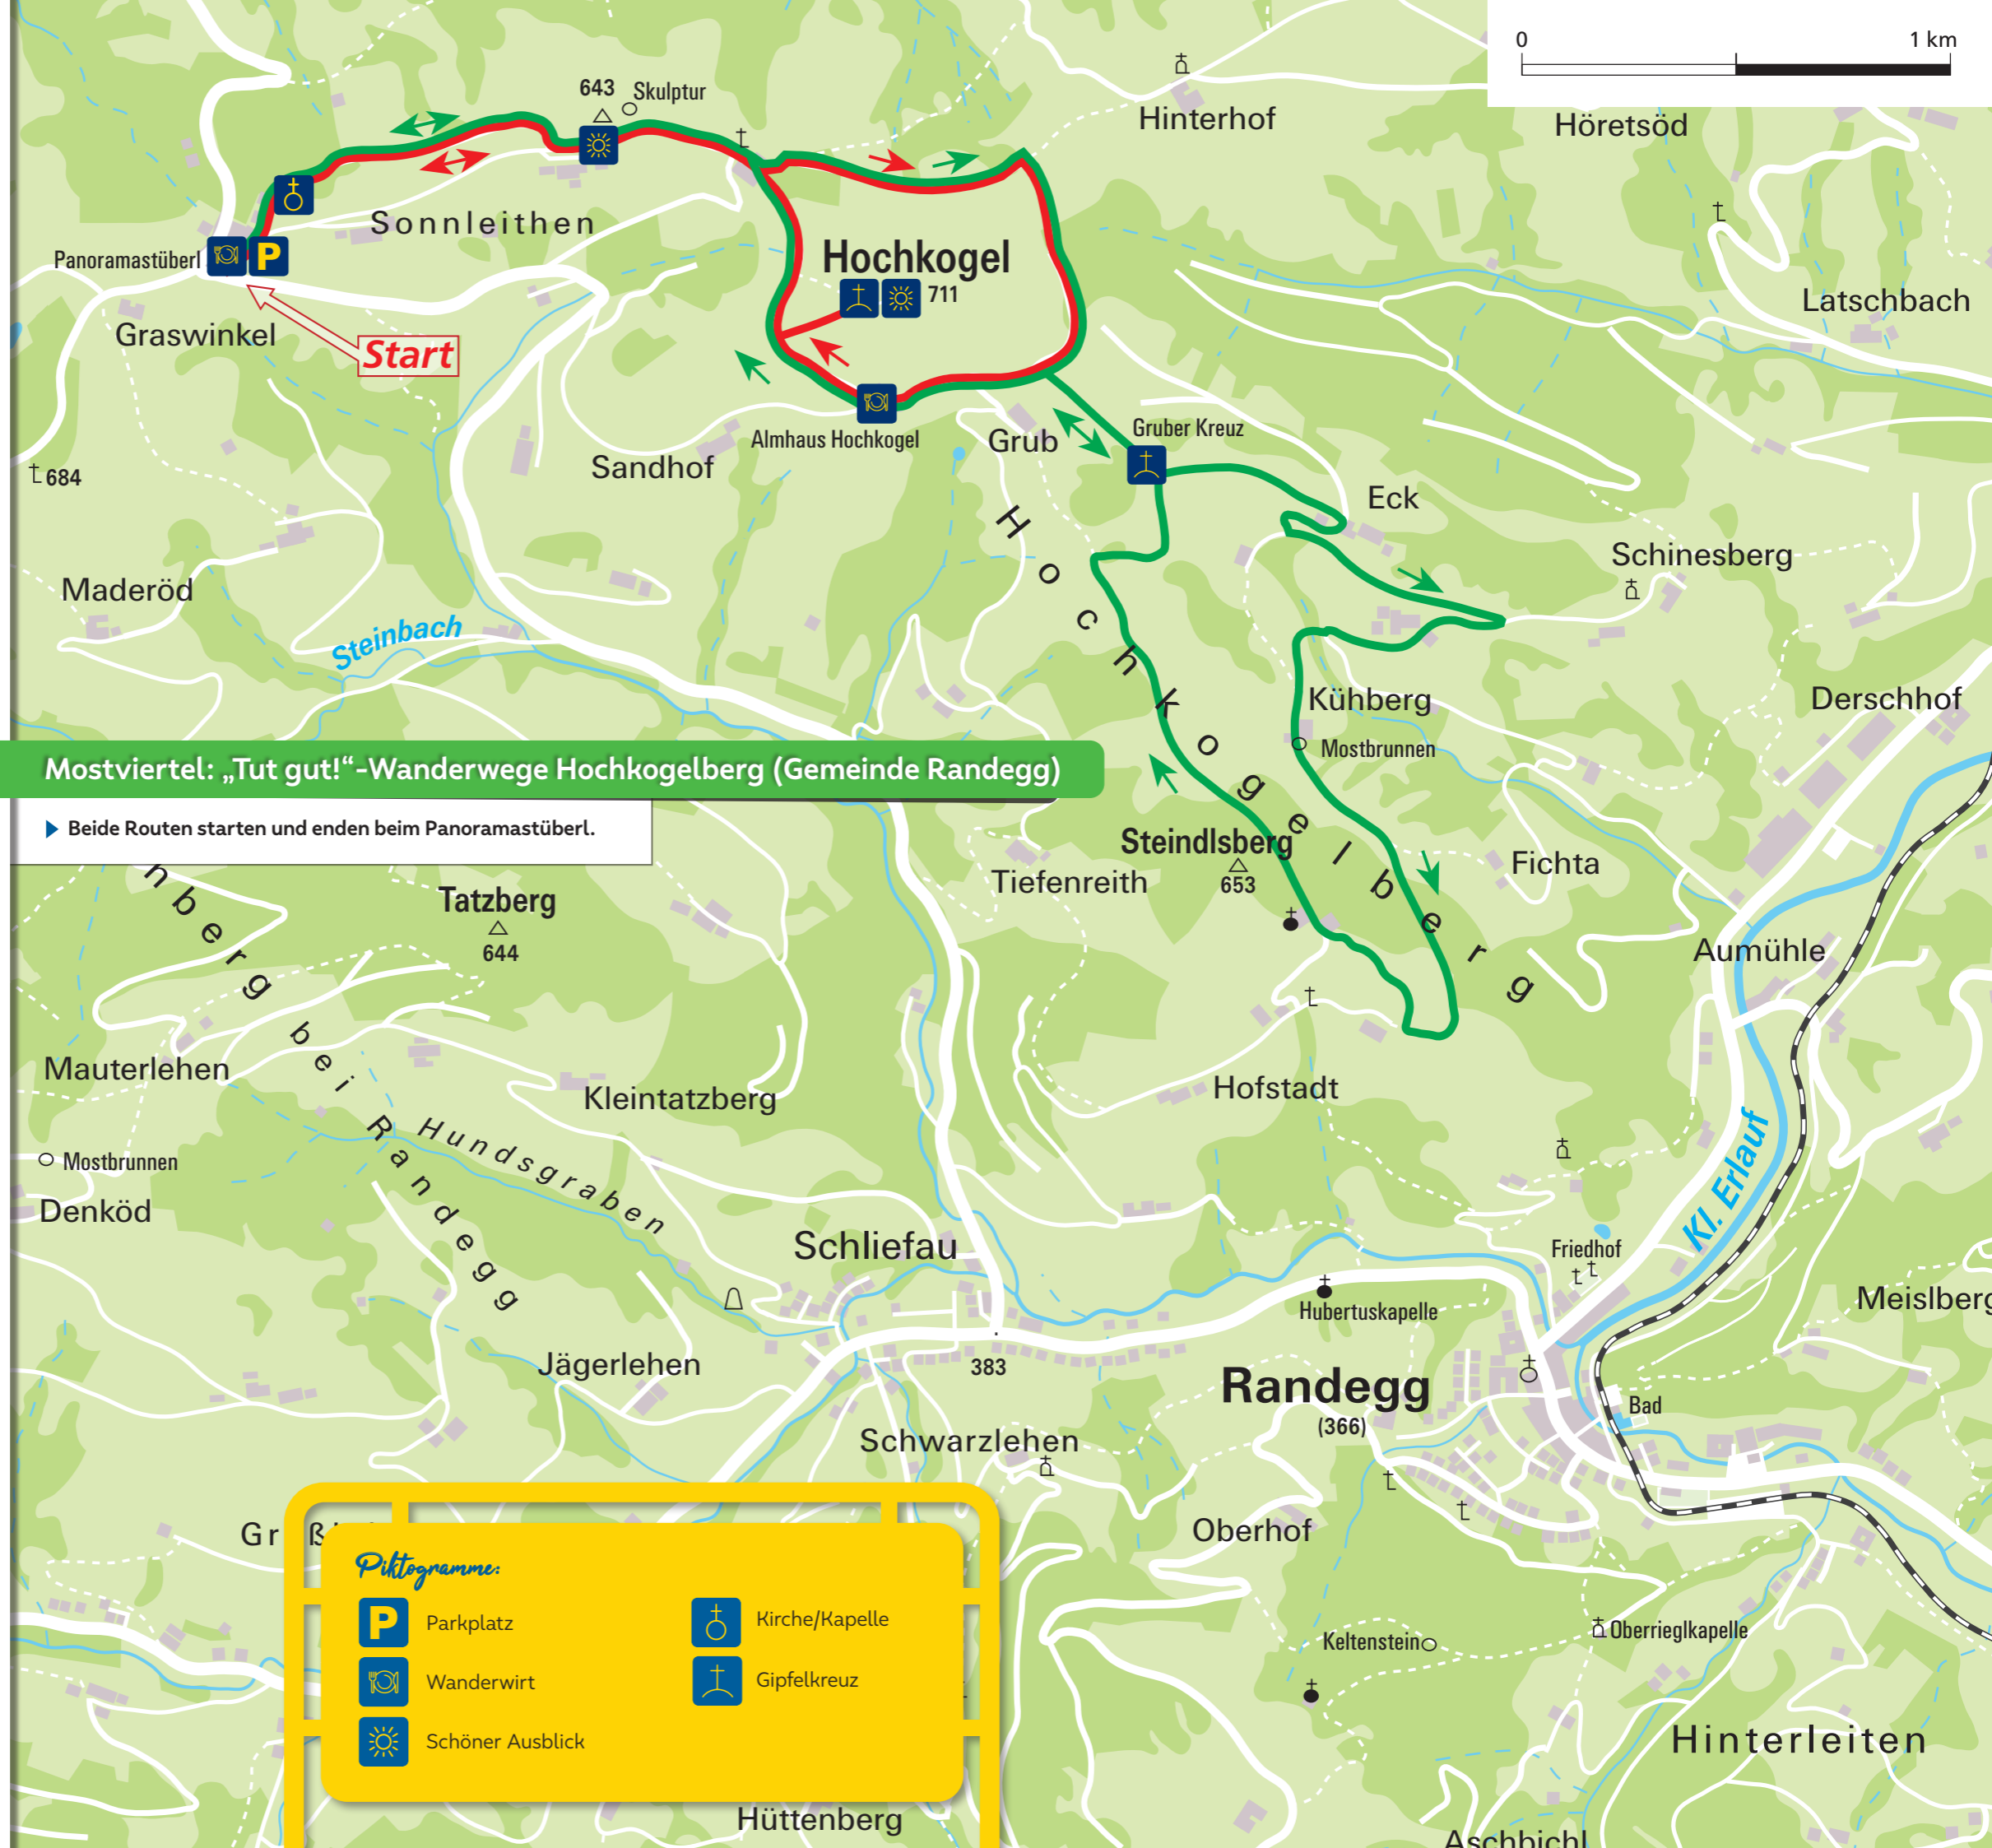 0 1 km
643
Skulptur
Hinterhof
Höretsöd
Sonnleithen
Panoramastüberl
P
Hochkogel
711
Latschbach
Graswinkel
Start
Almhaus Hochkogel
Grub
Gruber Kreuz
684
Sandhof
Eck
Schinesberg
Maderöd
Steinbach
Hochkogelberg
Kühberg
Derschhof
Mostbrunnen
Mostviertel: „Tut gut!“-Wanderwege Hochkogelberg (Gemeinde Randegg)
Beide Routen starten und enden beim Panoramastüberl.
Steindlsberg
653
Tiefenreith
Fichta
Tatzberg
644
nberg bei Randegg
Aumühle
Mauterlehen
Kleintatzberg
Hofstadt
Hundsgraben
Mostbrunnen
Denköd
Kl. Erlauf
Schliefau
Friedhof
Hubertuskapelle
Meislberg
Jägerlehen
383
Randegg
(366)
Bad
Schwarzlehen
Oberhof
Piktogramme:
P Parkplatz
Kirche/Kapelle
Wanderwirt
Gipfelkreuz
Schöner Ausblick
Keltenstein
Oberrieglkapelle
Hinterleiten
Hüttenberg
Aschbichl